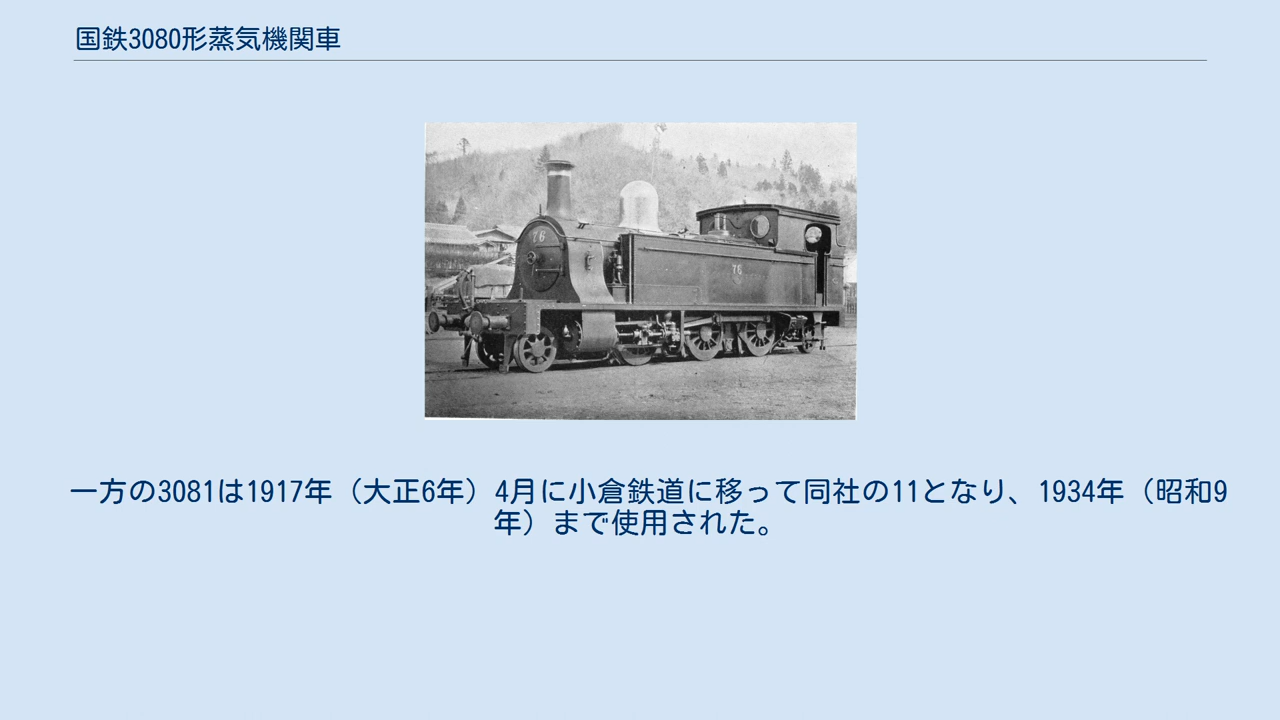 国鉄3080形蒸気機関車
76
76
一方の3081は1917年（大正6年）4月に小倉鉄道に移って同社の11となり、1934年（昭和9
年）まで使用された。